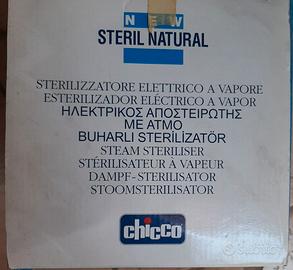 NEW
STERIL NATURAL
STERILIZZATORE ELETTRICO A VAPORE
ESTERILIZADOR ELÉCTRICO A VAPOR
ΗΛΕΚΤΡΙΚΟΣ ΑΠΟΣΤΕΙΡΩΤΗΣ
ΜΕ ΑΤΜΟ
BUHARLI STERİLİZATÖR
STEAM STERILISER
STÉRILISATEUR À VAPEUR
DAMPF-STERILISATOR
STOOMSTERILISATOR
chicco
subito